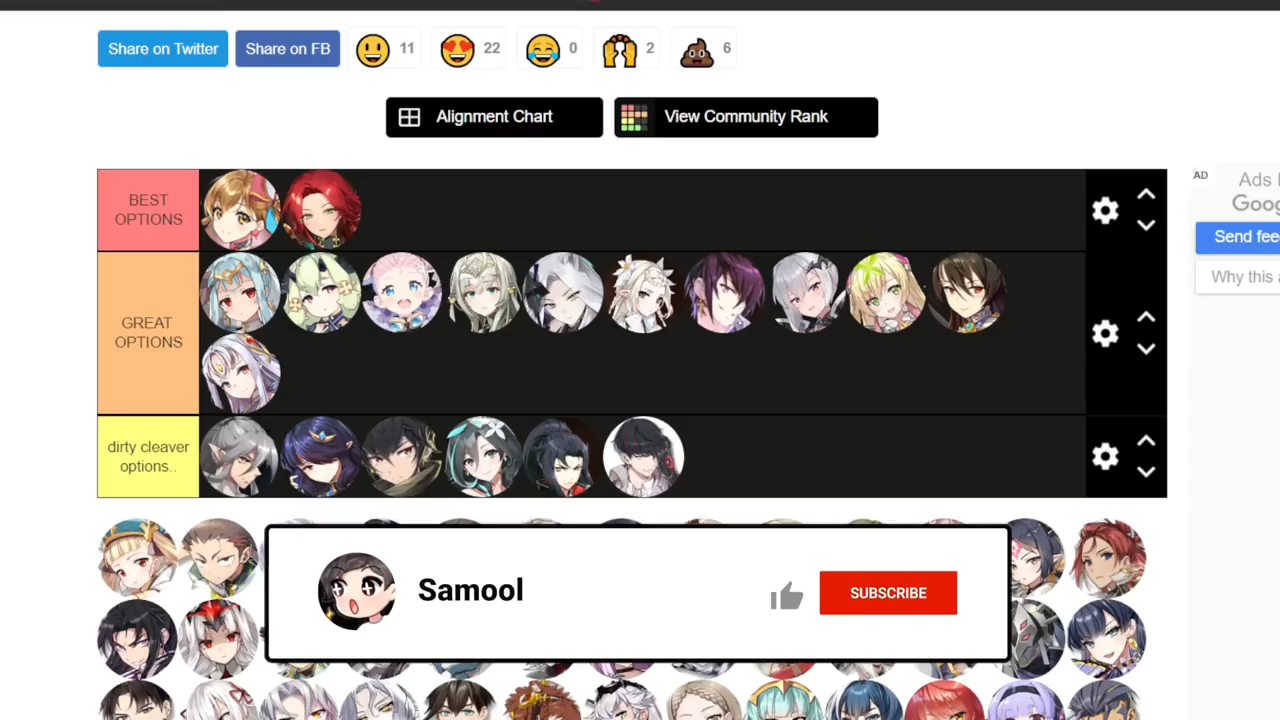 Share on Twitter
Share on FB
11
22
0
2
6
Alignment Chart
View Community Rank
BEST
OPTIONS
GREAT
OPTIONS
dirty cleaver
options..
AD
Ads
Goog
Send fee
Why this a
Samool
SUBSCRIBE